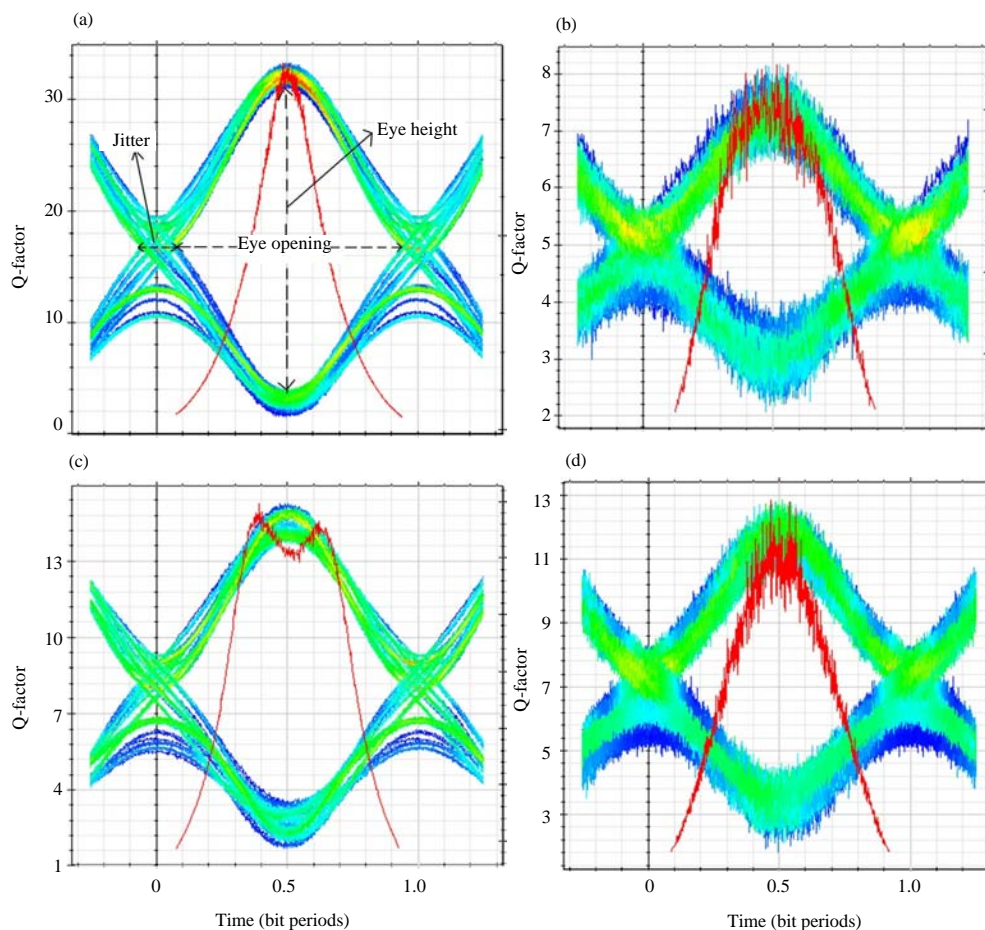 (a)
30
20
10
0
Q-factor
Jitter
Eye height
Eye opening
(b)
8
7
6
5
4
3
2
Q-factor
(c)
13
10
7
4
1
Q-factor
0
0.5
1.0
Time (bit periods)
(d)
13
11
9
7
5
3
Q-factor
0
0.5
1.0
Time (bit periods)